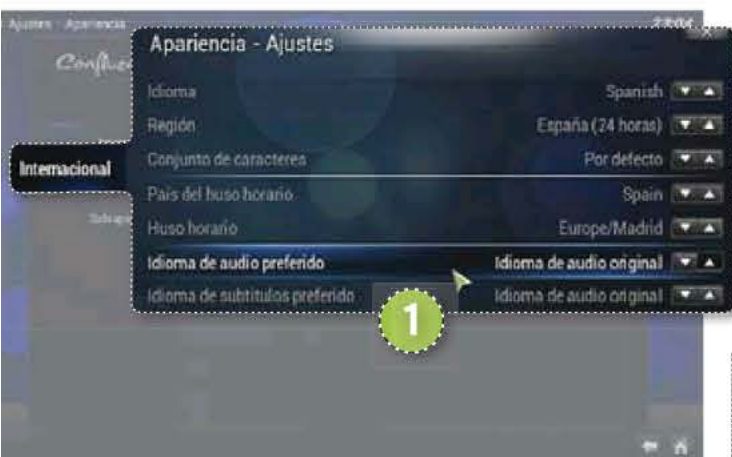 Ajustes Apariencia
Apariencia - Ajustes
Idioma Spanish
Región España (24 horas)
Conjunto de caracteres Por defecto
Internacional
País del huso horario Spain
Huso horario Europe/Madrid
Idioma de audio preferido Idioma de audio original
Idioma de subtítulos preferido Idioma de audio original
1